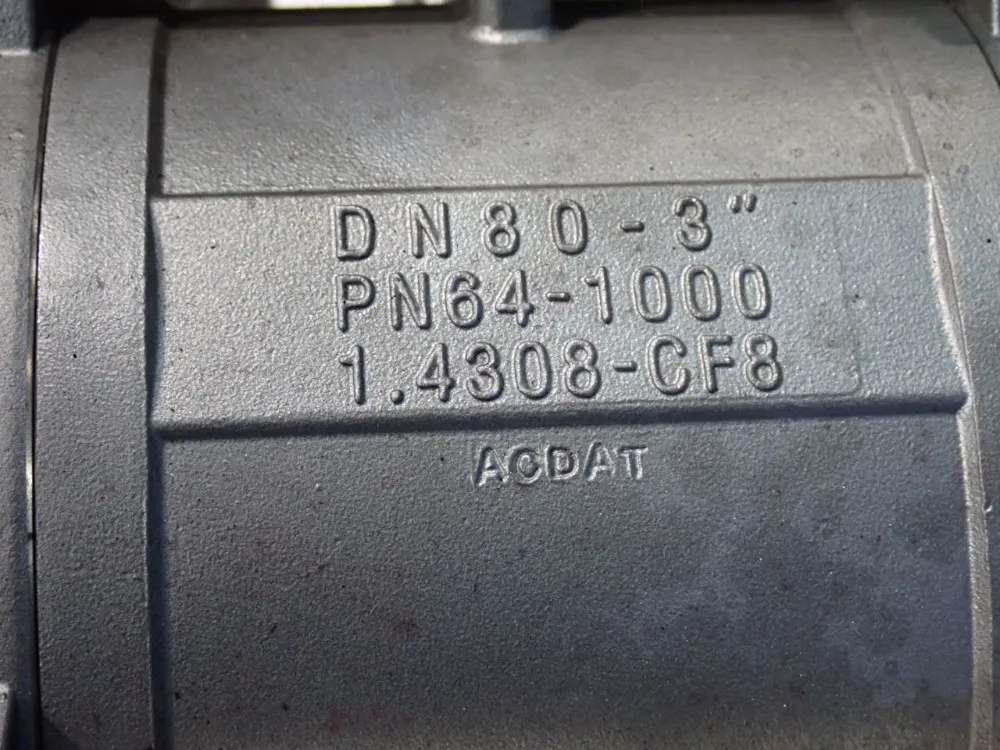 DN80-3"
PN64-1000
1.4308-CF8
ACDAT